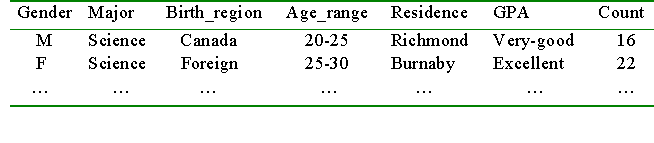 Gender Major Birth_region Age_range Residence GPA Count
M Science Canada 20-25 Richmond Very-good 16
F Science Foreign 25-30 Burnaby Excellent 22
… … … … … … …